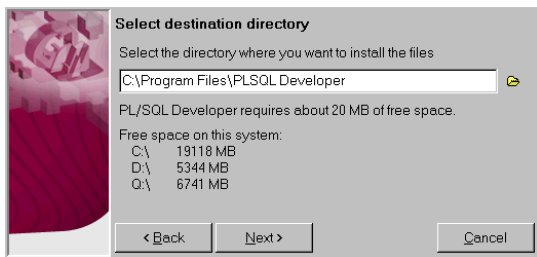 Select destination directory
Select the directory where you want to install the files
C:\Program Files\PLSQL Developer
PL/SQL Developer requires about 20 MB of free space.
Free space on this system:
C:\ 19118 MB
D:\ 5344 MB
Q:\ 6741 MB
< Back Next > Cancel